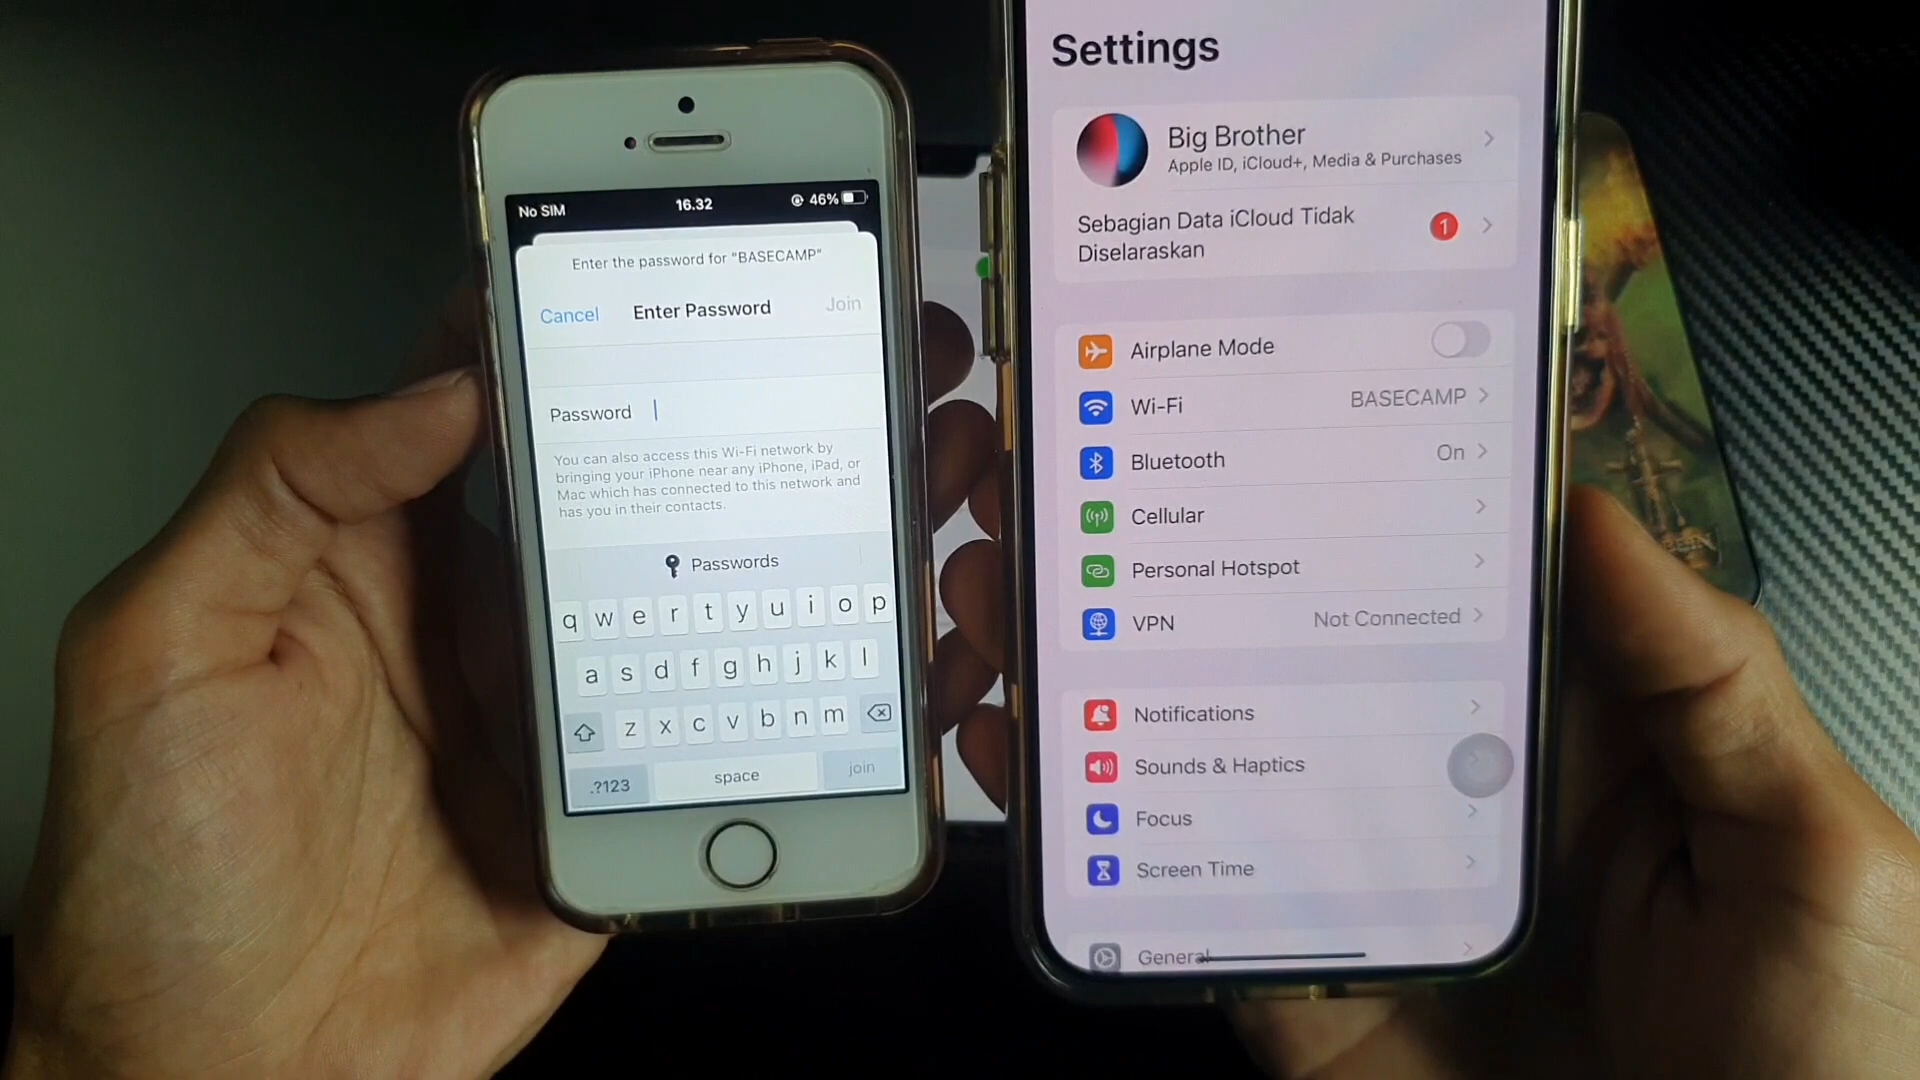 No SIM
16.32
46%
Enter the password for "BASECAMP"
Cancel
Enter Password
Join
Password
You can also access this Wi-Fi network by
bringing your iPhone near any iPhone, iPad, or
Mac which has connected to this network and
has you in their contacts.
Passwords
q w e r t y u i o p
a s d f g h j k l
z x c v b n m
.?123
space
join
Settings
Big Brother
Apple ID, iCloud+, Media & Purchases
Sebagian Data iCloud Tidak
Diselaraskan
1
Airplane Mode
Wi-Fi
BASECAMP
Bluetooth
On
Cellular
Personal Hotspot
VPN
Not Connected
Notifications
Sounds & Haptics
Focus
Screen Time
General